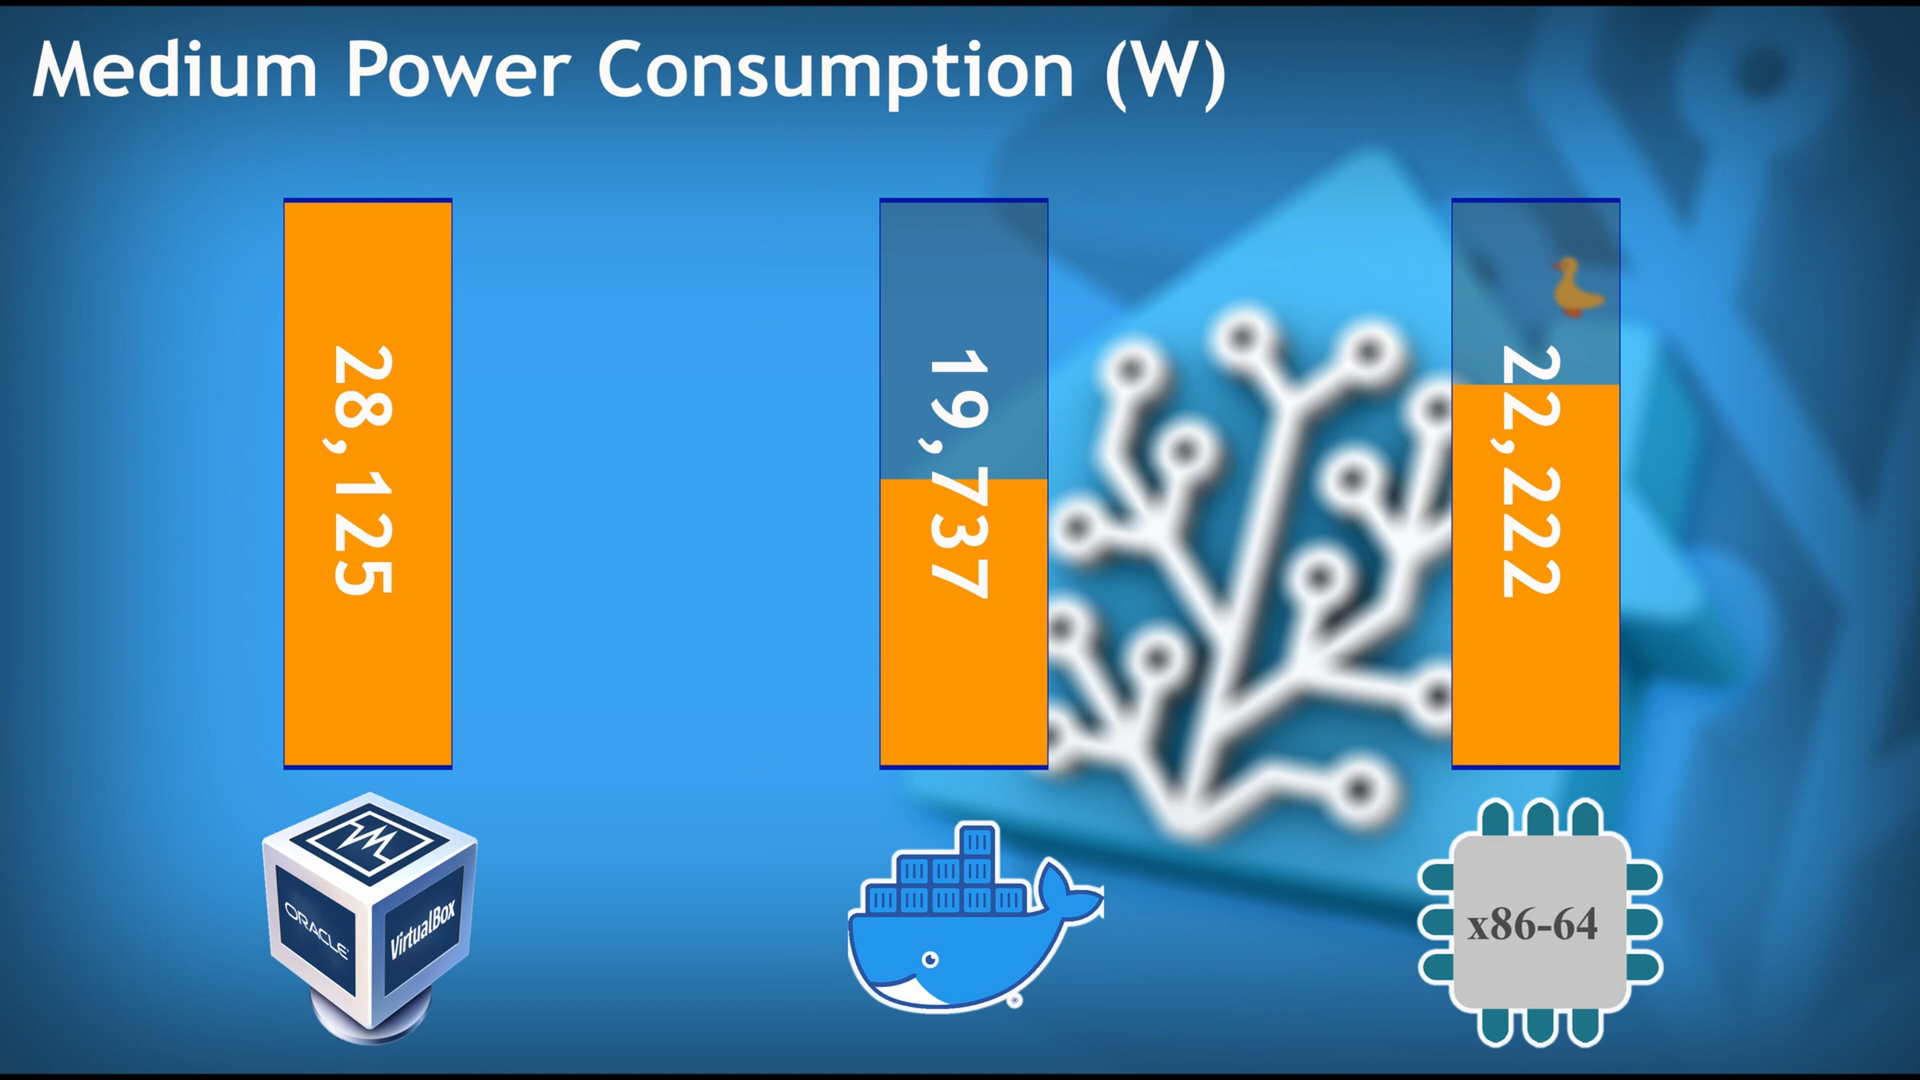 Medium Power Consumption (W)
28,125
19,737
22,222
ORACLE
VirtualBox
x86-64